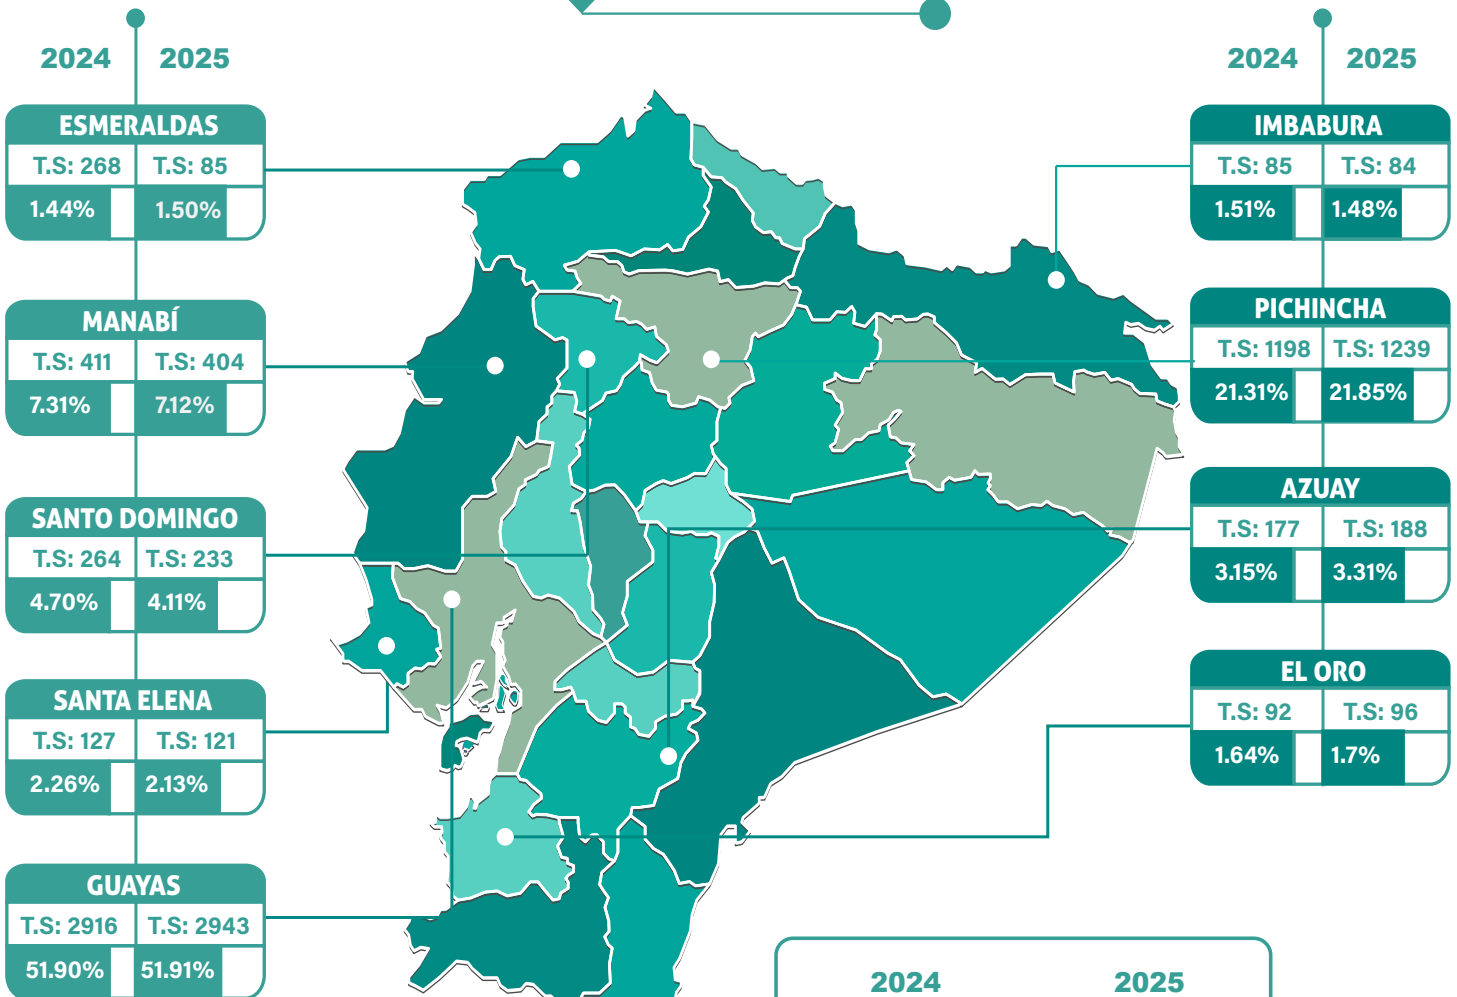 2024 2025
ESMERALDAS
T.S: 268 T.S: 85
1.44% 1.50%
MANABÍ
T.S: 411 T.S: 404
7.31% 7.12%
SANTO DOMINGO
T.S: 264 T.S: 233
4.70% 4.11%
SANTA ELENA
T.S: 127 T.S: 121
2.26% 2.13%
GUAYAS
T.S: 2916 T.S: 2943
51.90% 51.91%
2024 2025
IMBABURA
T.S: 85 T.S: 84
1.51% 1.48%
PICHINCHA
T.S: 1198 T.S: 1239
21.31% 21.85%
AZUAY
T.S: 177 T.S: 188
3.15% 3.31%
EL ORO
T.S: 92 T.S: 96
1.64% 1.7%
2024 2025